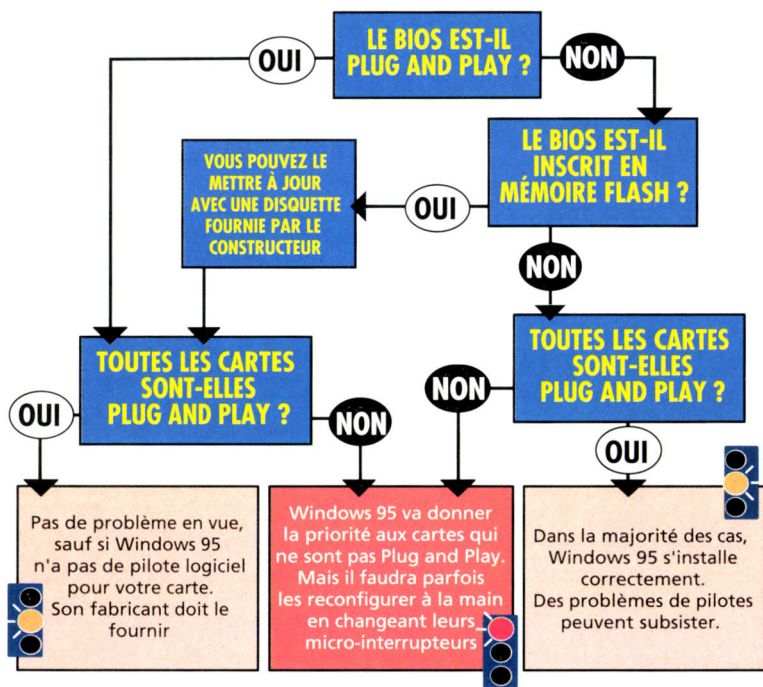 LE BIOS EST-IL
PLUG AND PLAY ?
OUI
NON
LE BIOS EST-IL
INSCRIT EN
MÉMOIRE FLASH ?
OUI
NON
VOUS POUVEZ LE
METTRE À JOUR
AVEC UNE DISQUETTE
FOURNIE PAR LE
CONSTRUCTEUR
TOUTES LES CARTES
SONT-ELLES
PLUG AND PLAY ?
OUI
NON
TOUTES LES CARTES
SONT-ELLES
PLUG AND PLAY ?
NON
OUI
Pas de problème en vue,
sauf si Windows 95
n'a pas de pilote logiciel
pour votre carte.
Son fabricant doit le
fournir
Windows 95 va donner
la priorité aux cartes qui
ne sont pas Plug and Play.
Mais il faudra parfois
les reconfigurer à la main
en changeant leurs
micro-interrupteurs
Dans la majorité des cas,
Windows 95 s'installe
correctement.
Des problèmes de pilotes
peuvent subsister.